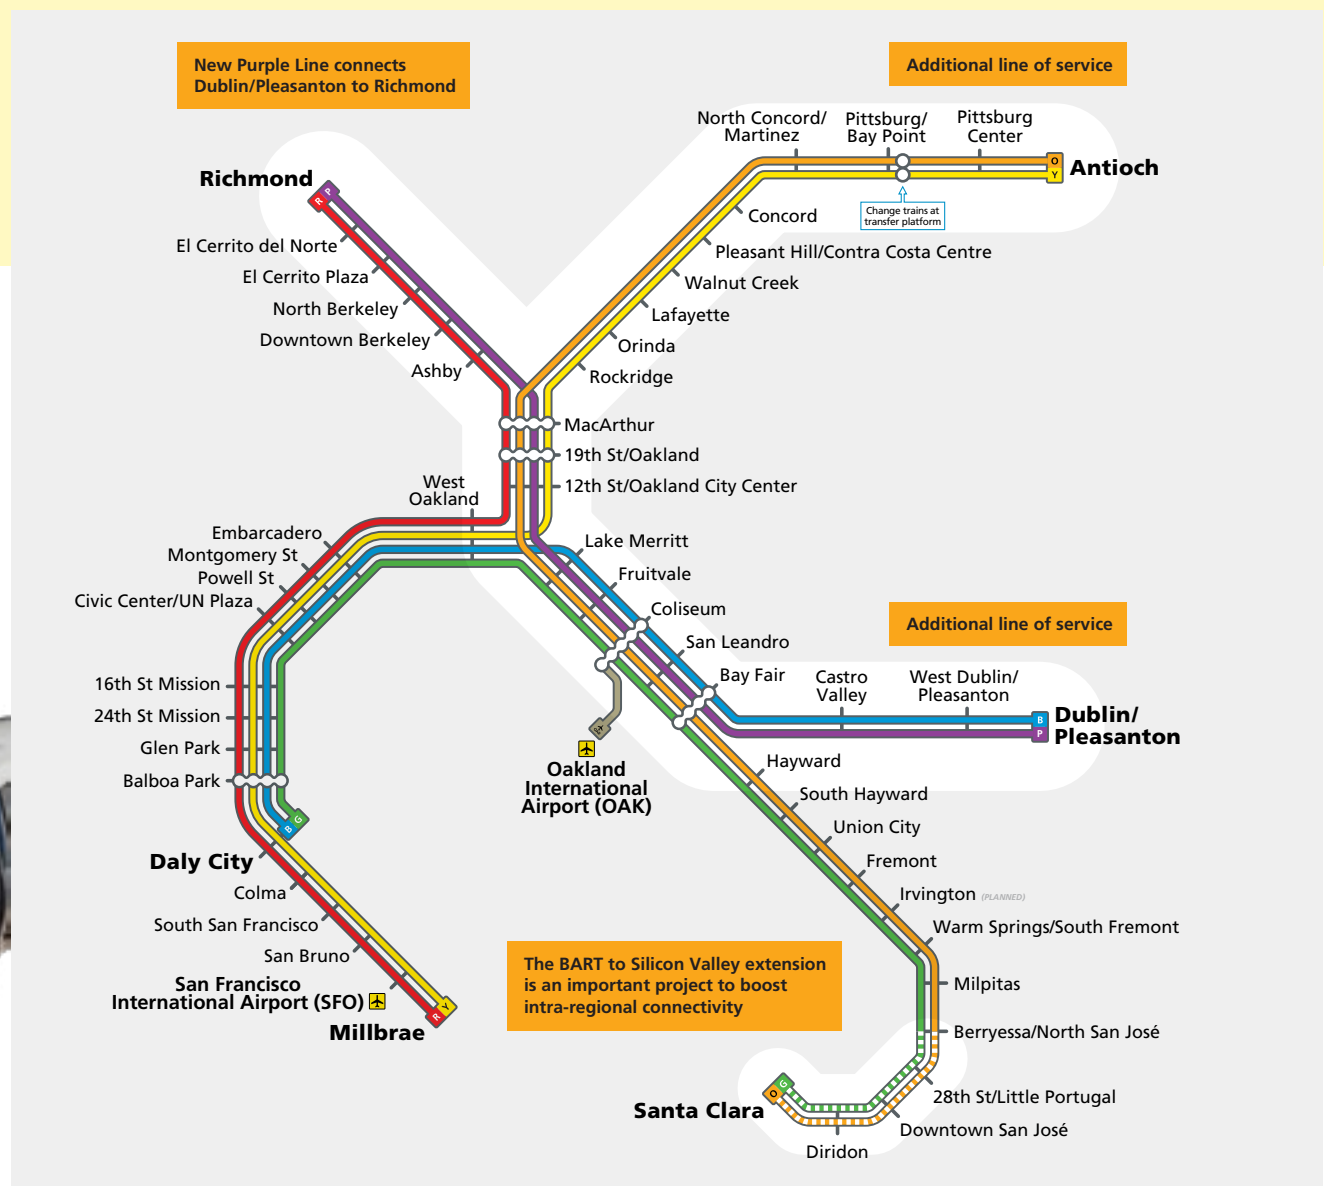 New Purple Line connects
Dublin/Pleasanton to Richmond
Additional line of service
North Concord/
Martinez
Pittsburg/
Bay Point
Pittsburg
Center
O
Y
Antioch
Change trains at
transfer platform
Richmond
P
R
El Cerrito del Norte
El Cerrito Plaza
North Berkeley
Downtown Berkeley
Ashby
Concord
Pleasant Hill/Contra Costa Centre
Walnut Creek
Lafayette
Orinda
Rockridge
MacArthur
19th St/Oakland
12th St/Oakland City Center
West
Oakland
Embarcadero
Montgomery St
Powell St
Civic Center/UN Plaza
16th St Mission
24th St Mission
Glen Park
Balboa Park
B
G
Daly City
Colma
South San Francisco
San Bruno
San Francisco
International Airport (SFO)
Y
R
Millbrae
Lake Merritt
Fruitvale
Coliseum
San Leandro
Bay Fair
Additional line of service
Castro
Valley
West Dublin/
Pleasanton
B
P
Dublin/
Pleasanton
Oakland
International
Airport (OAK)
Hayward
South Hayward
Union City
Fremont
Irvington (PLANNED)
Warm Springs/South Fremont
Milpitas
Berryessa/North San José
28th St/Little Portugal
Downtown San José
Diridon
G
O
Santa Clara
The BART to Silicon Valley extension
is an important project to boost
intra-regional connectivity